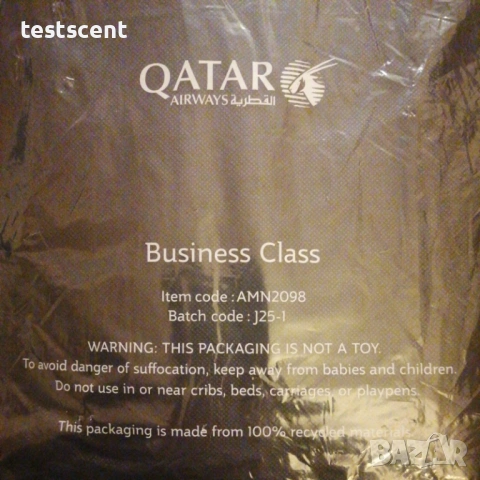 testscent
QATAR
AIRWAYS القطرية
Business Class
Item code : AMN2098
Batch code : J25-1
WARNING: THIS PACKAGING IS NOT A TOY.
To avoid danger of suffocation, keep away from babies and children.
Do not use in or near cribs, beds, carriages, or playpens.
This packaging is made from 100% recycled materials
BAZAR